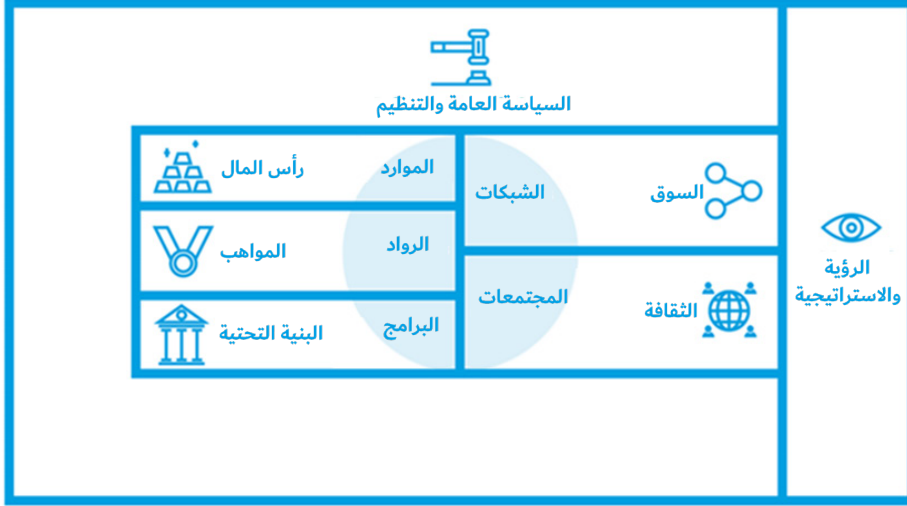 السياسة العامة والتنظيم
السوق
الشبكات
الثقافة
المجتمعات
الموارد
رأس المال
الرواد
المواهب
البرامج
البنية التحتية
الرؤية
والاستراتيجية